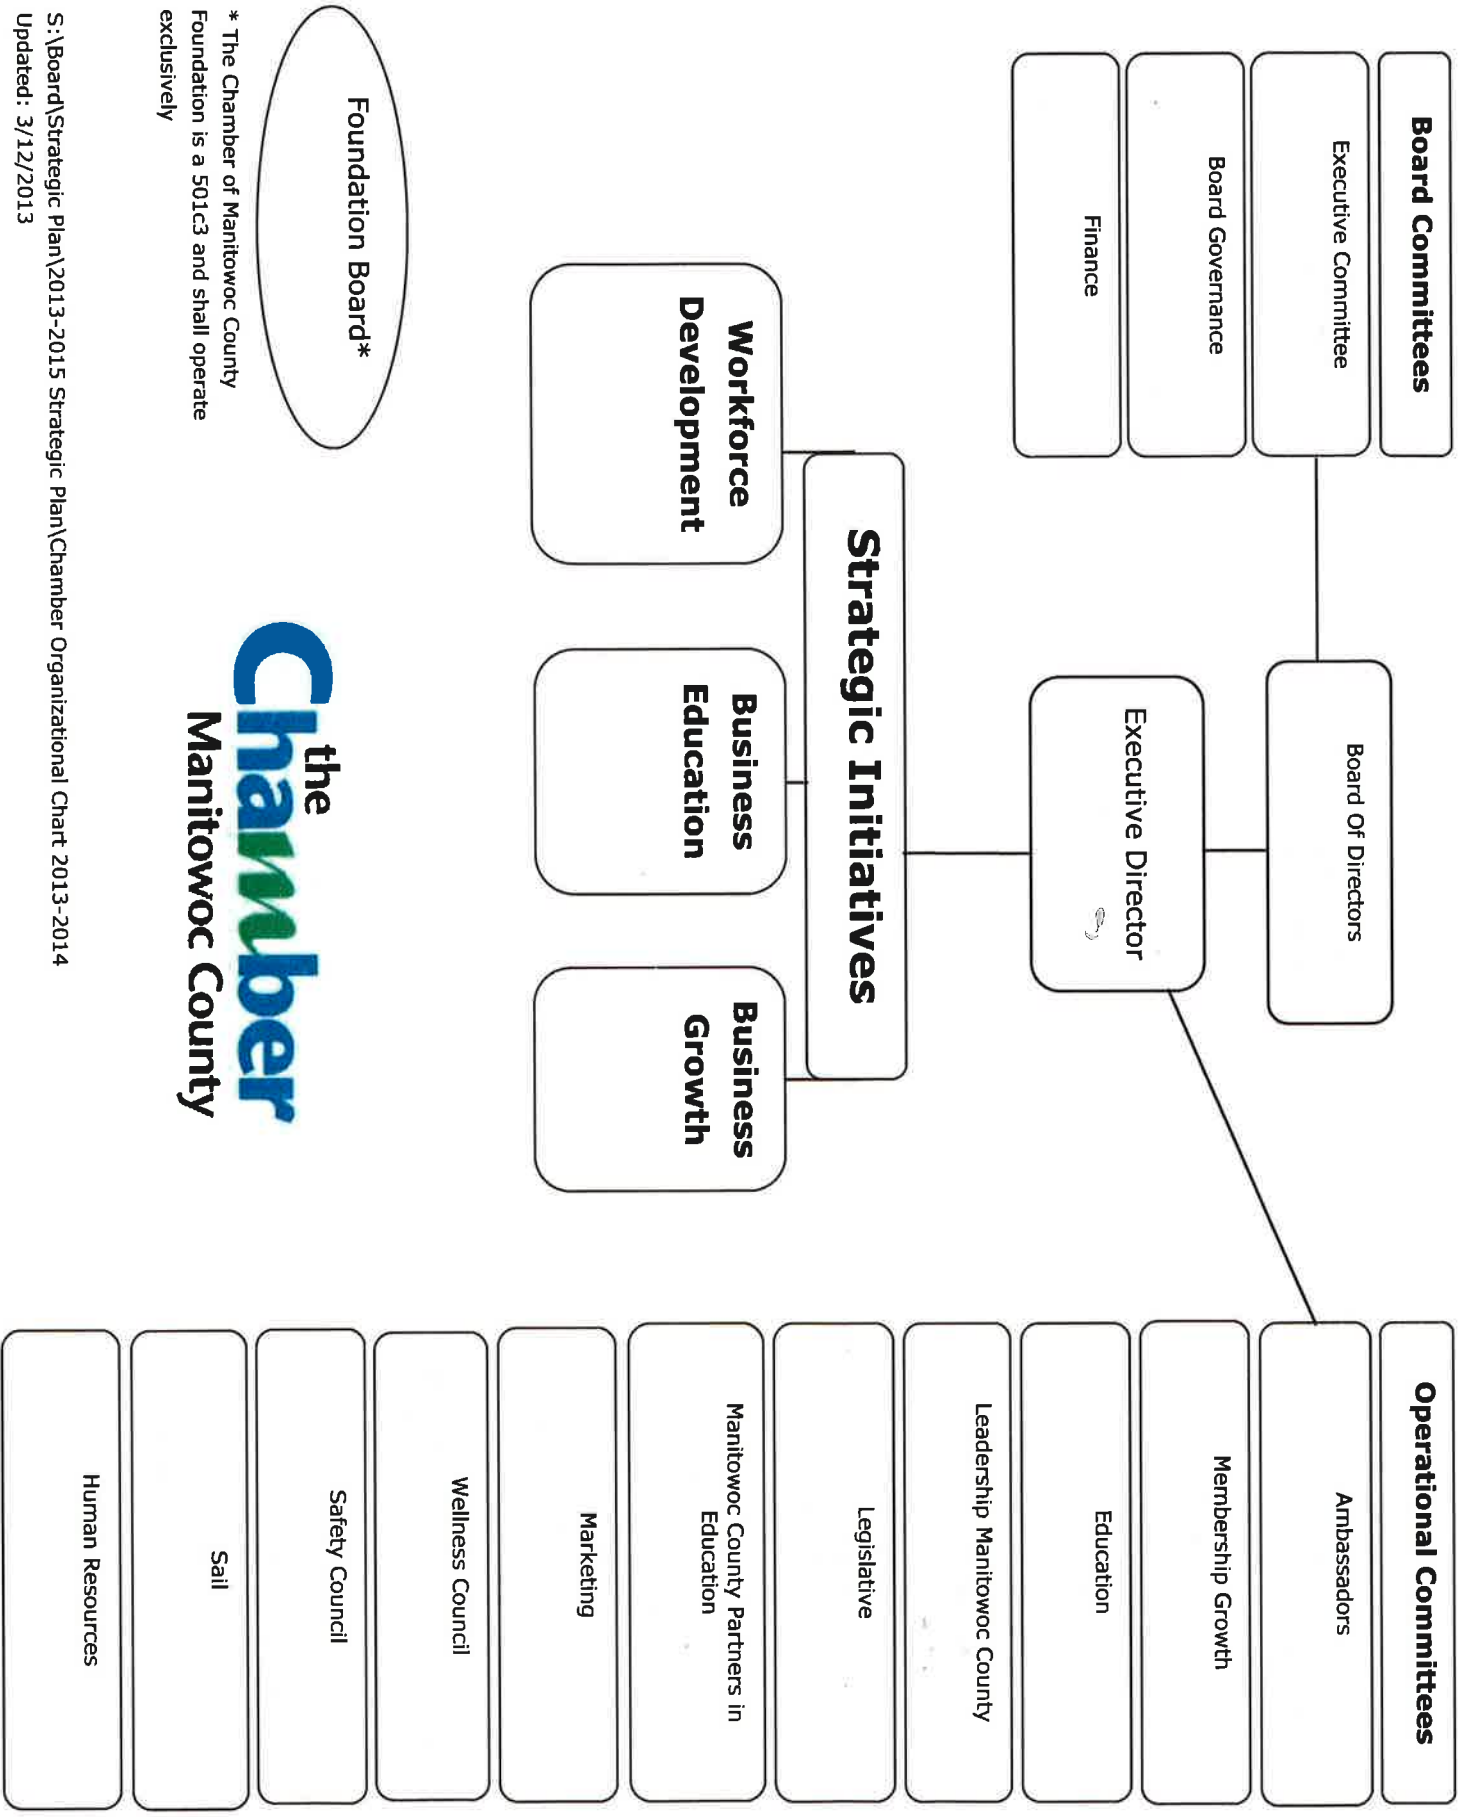 Board Committees
Executive Committee
Board Governance
Finance
Board Of Directors
Executive Director
Operational Committees
Ambassadors
Membership Growth
Education
Leadership Manitowoc County
Legislative
Manitowoc County Partners in
Education
Marketing
Wellness Council
Safety Council
Sail
Human Resources
Strategic Initiatives
Workforce
Development
Business
Education
Business
Growth
Foundation Board*
* The Chamber of Manitowoc County
Foundation is a 501c3 and shall operate
exclusively
the
Chamber
Manitowoc County
S:\Board\Strategic Plan\2013-2015 Strategic Plan\Chamber Organizational Chart 2013-2014
Updated: 3/12/2013